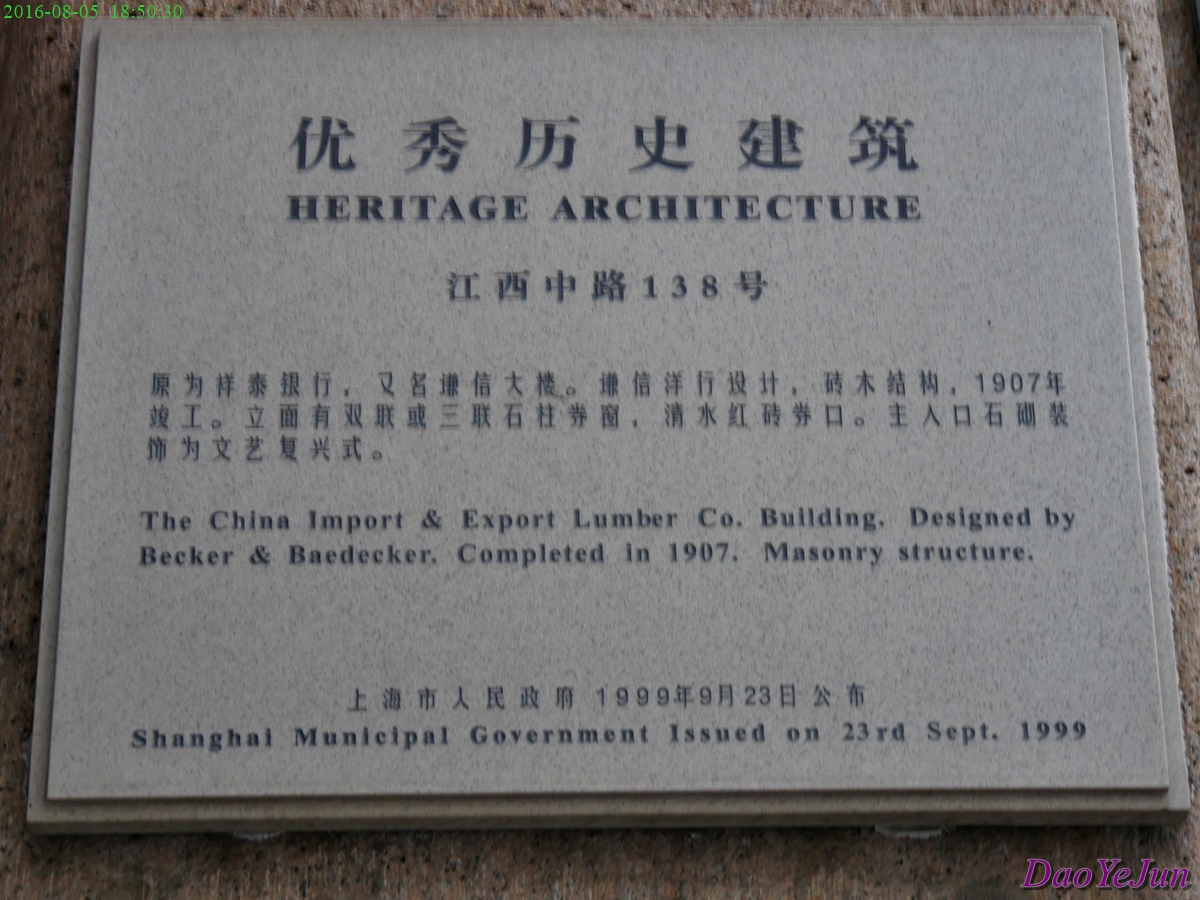 2016-08-05 18:50:30
优秀历史建筑
HERITAGE ARCHITECTURE
江西中路138号
原为祥泰银行，又名谦信大楼。谦信洋行设计，砖木结构，1907年
竣工。立面有双联或三联石柱券窗，清水红砖券口。主入口石砌装
饰为文艺复兴式。
The China Import & Export Lumber Co. Building. Designed by
Becker & Baedecker. Completed in 1907. Masonry structure.
上海市人民政府 1999年9月23日公布
Shanghai Municipal Government Issued on 23rd Sept. 1999
DaoYeJun